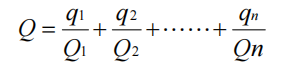 Q = q1/Q1 + q2/Q2 + ······ + qn/Qn